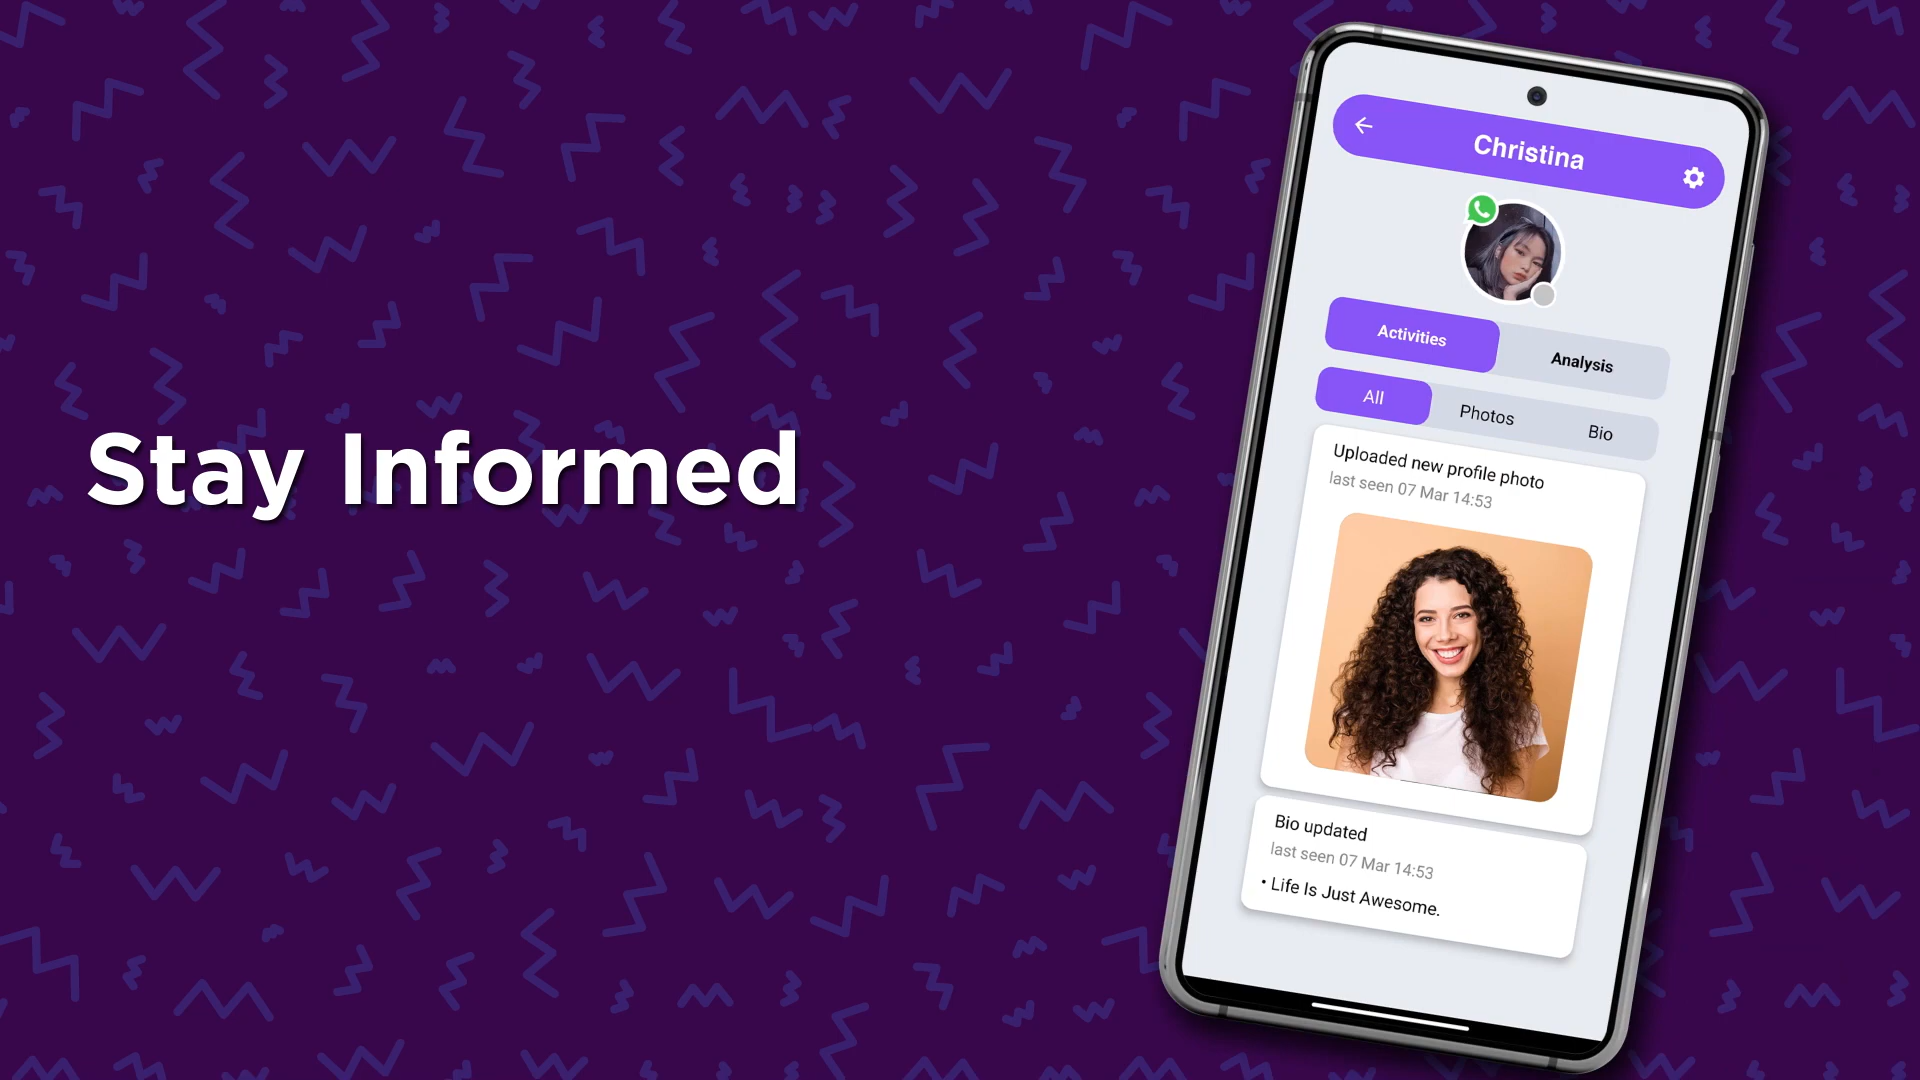 Stay Informed
Christina
Activities
Analysis
All
Photos
Bio
Uploaded new profile photo
last seen 07 Mar 14:53
Bio updated
last seen 07 Mar 14:53
• Life Is Just Awesome.